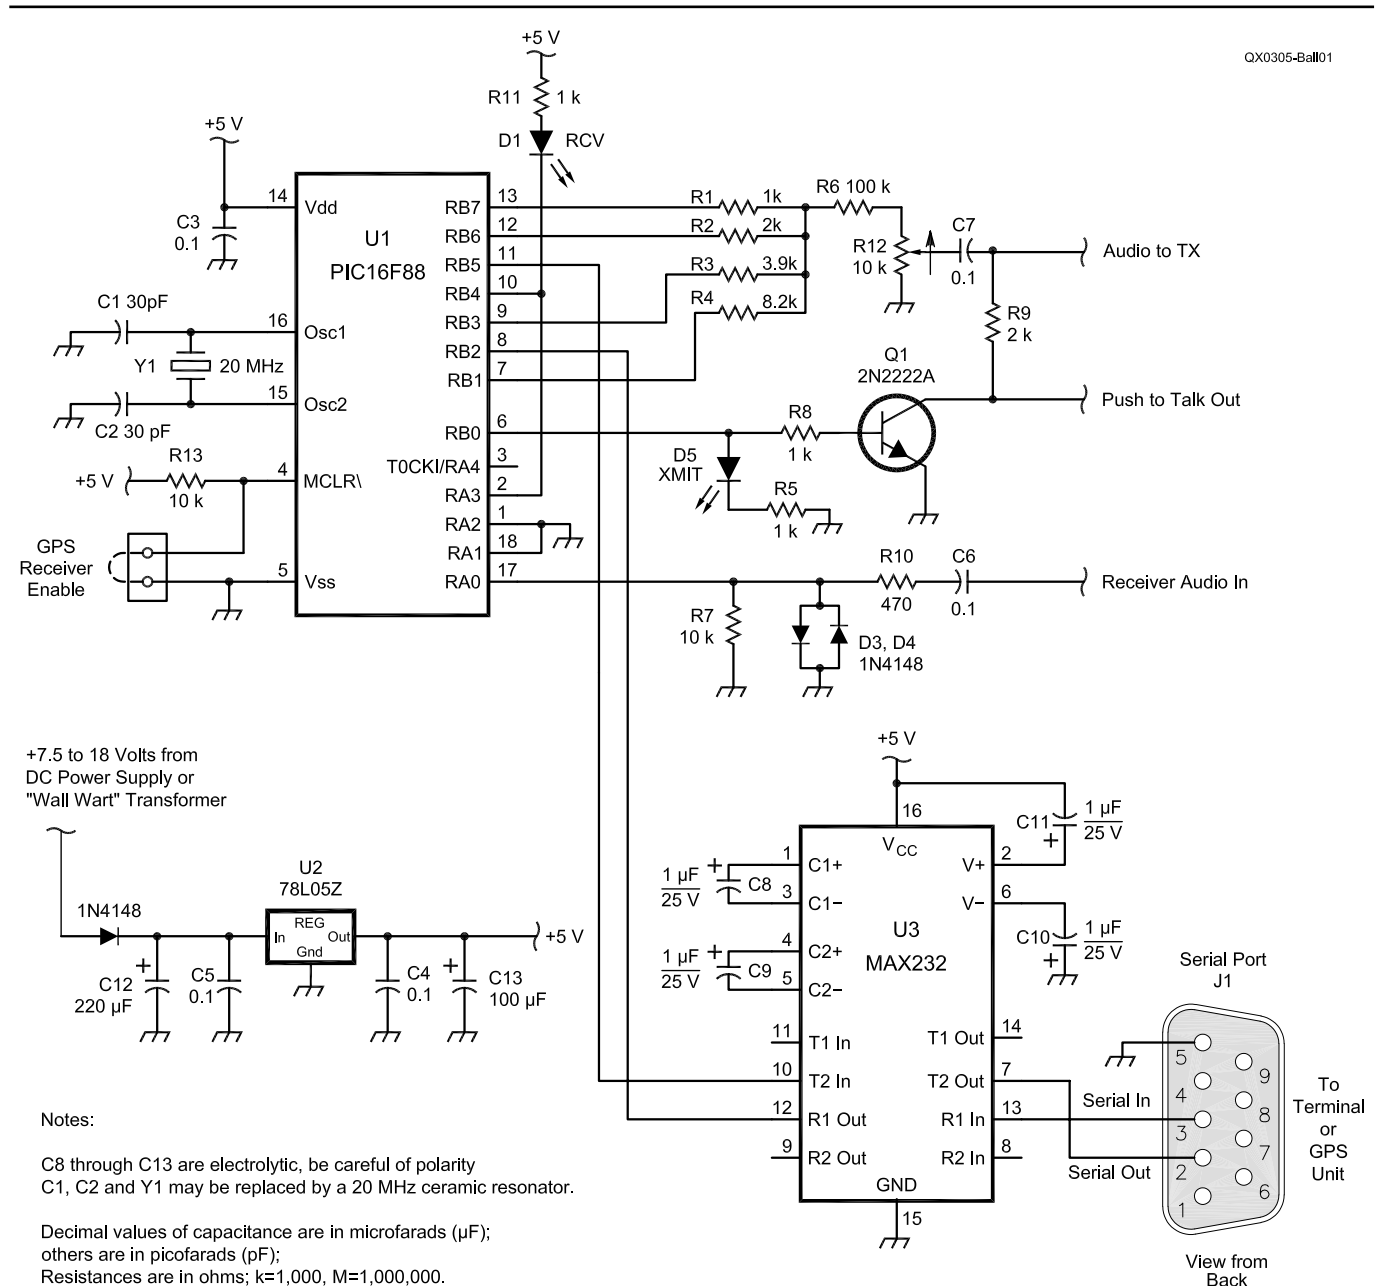 QX0305-Ball01
+5 V
R11
1 k
D1
RCV
+5 V
C3
0.1
14
Vdd
U1
PIC16F88
C1 30pF
16
Osc1
Y1
20 MHz
15
Osc2
C2 30 pF
R13
+5 V
10 k
4
MCLR\
GPS
Receiver
Enable
5
Vss
RB7
13
RB6
12
RB5
11
RB4
10
RB3
9
RB2
8
RB1
7
RB0
6
T0CKI/RA4
3
RA3
2
RA2
1
RA1
18
RA0
17
R1
1k
R2
2k
R3
3.9k
R4
8.2k
R6 100 k
R12
10 k
C7
0.1
Audio to TX
R9
2 k
Q1
2N2222A
Push to Talk Out
R8
1 k
D5
XMIT
R5
1 k
R10
470
C6
0.1
Receiver Audio In
R7
10 k
D3, D4
1N4148
+7.5 to 18 Volts from
DC Power Supply or
"Wall Wart" Transformer
1N4148
U2
78L05Z
REG
In
Out
Gnd
+5 V
+
C12
220 µF
C5
0.1
C4
0.1
+
C13
100 µF
+5 V
16
VCC
C11
1 µF
25 V
+
1
C1+
V+
2
1 µF
25 V
+
C8
3
C1−
V−
6
U3
MAX232
C10
1 µF
25 V
+
4
C2+
1 µF
25 V
+
C9
5
C2−
11
T1 In
T1 Out
14
10
T2 In
T2 Out
7
12
R1 Out
R1 In
13
9
R2 Out
R2 In
8
GND
15
Serial Port
J1
5
9
4
8
3
7
2
6
1
Serial In
Serial Out
To
Terminal
or
GPS
Unit
View from
Back
Notes:
C8 through C13 are electrolytic, be careful of polarity
C1, C2 and Y1 may be replaced by a 20 MHz ceramic resonator.
Decimal values of capacitance are in microfarads (µF);
others are in picofarads (pF);
Resistances are in ohms; k=1,000, M=1,000,000.